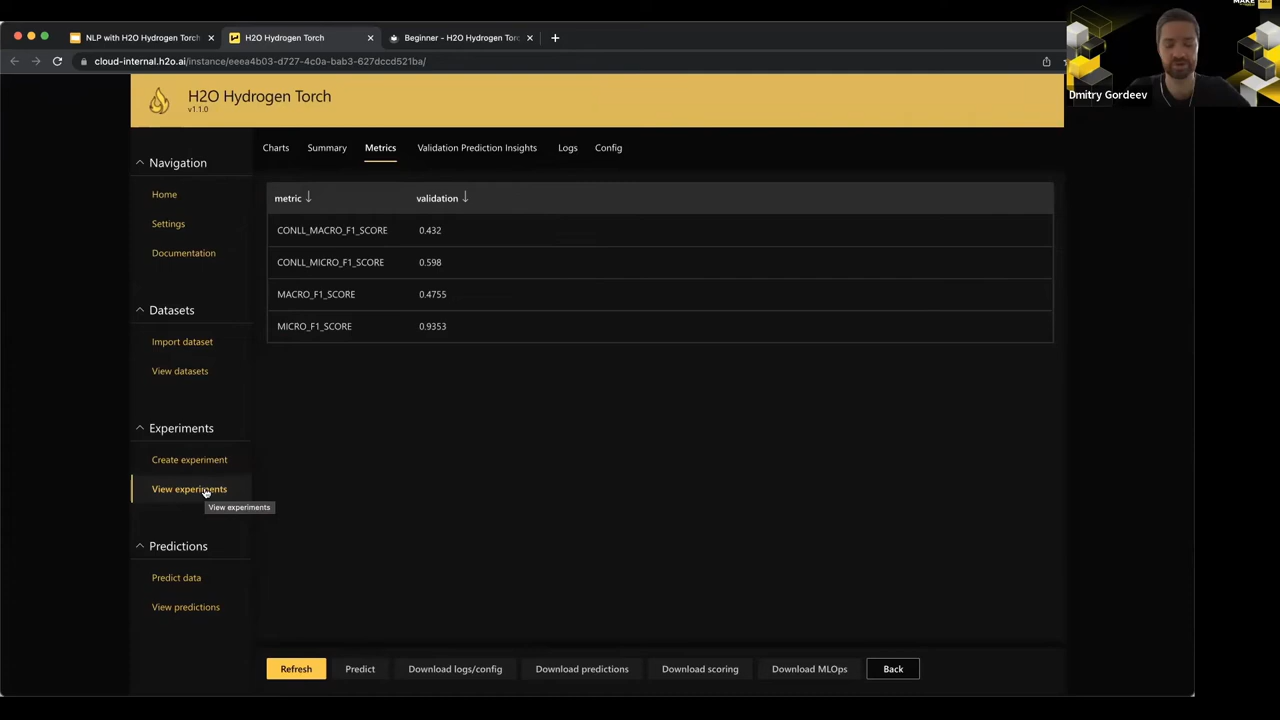 NLP with H2O Hydrogen Torch
H2O Hydrogen Torch
Beginner - H2O Hydrogen Torc
cloud-internal.h2o.ai/instance/eeea4b03-d727-4c0a-bab3-627dccd521ba/
Dmitry Gordeev
H2O Hydrogen Torch
v1.1.0
Navigation
Home
Settings
Documentation
Datasets
Import dataset
View datasets
Experiments
Create experiment
View experiments
View experiments
Predictions
Predict data
View predictions
Charts Summary Metrics Validation Prediction Insights Logs Config
metric validation
CONLL_MACRO_F1_SCORE 0.432
CONLL_MICRO_F1_SCORE 0.598
MACRO_F1_SCORE 0.4755
MICRO_F1_SCORE 0.9353
Refresh Predict Download logs/config Download predictions Download scoring Download MLOps Back